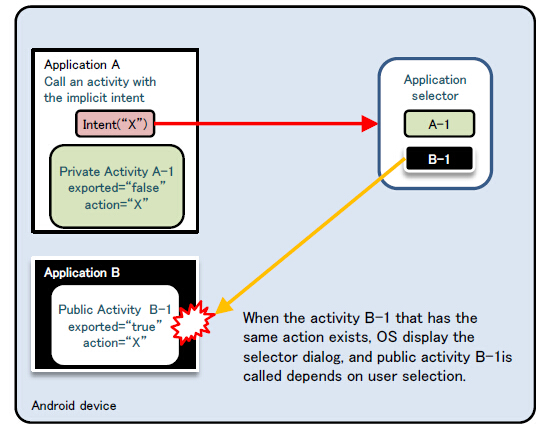 Application A
Call an activity with
the implicit intent
Intent(“X”)
Private Activity A-1
exported=“false”
action=“X”
Application
selector
A-1
B-1
Application B
Public Activity B-1
exported=“true”
action=“X”
When the activity B-1 that has the
same action exists, OS display the
selector dialog, and public activity B-1is
called depends on user selection.
Android device